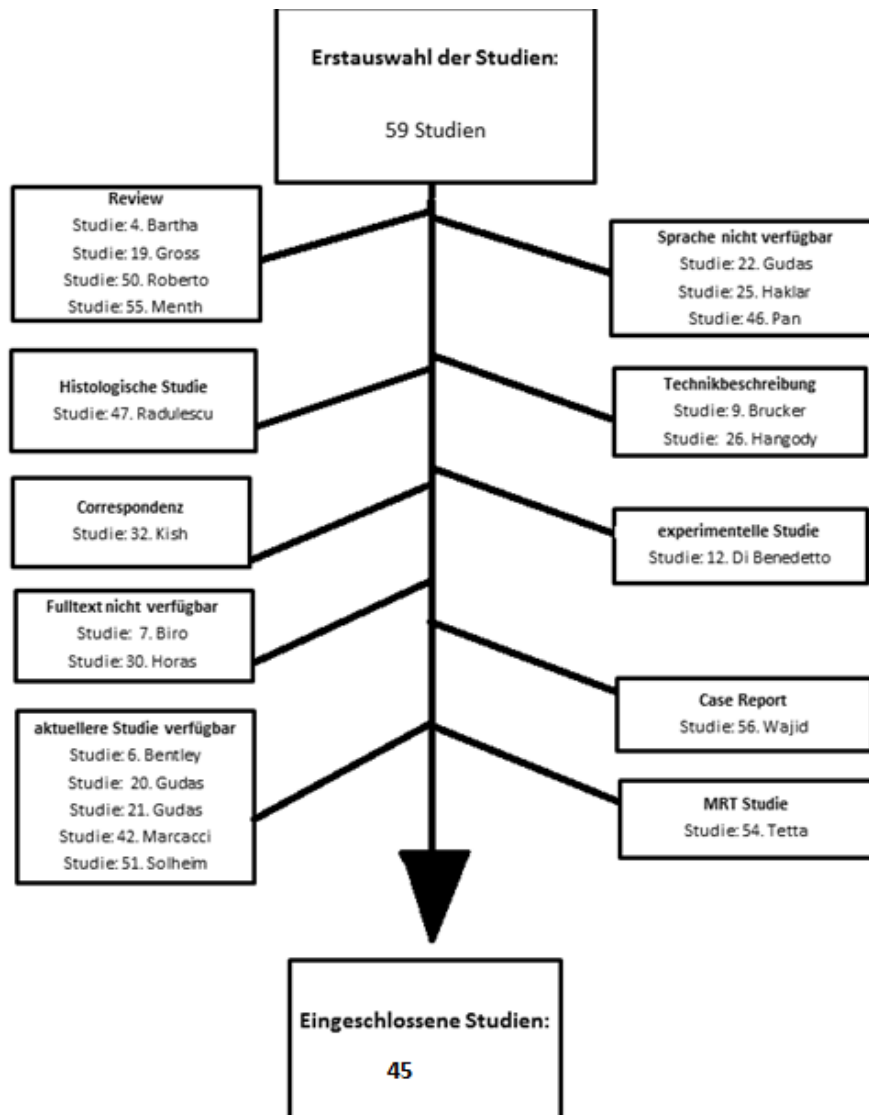 Erstauswahl der Studien:
59 Studien
Review
Studie: 4. Bartha
Studie: 19. Gross
Studie: 50. Roberto
Studie: 55. Menth
Sprache nicht verfügbar
Studie: 22. Gudas
Studie: 25. Haklar
Studie: 46. Pan
Histologische Studie
Studie: 47. Radulescu
Technikbeschreibung
Studie: 9. Brucker
Studie: 26. Hangody
Correspondenz
Studie: 32. Kish
experimentelle Studie
Studie: 12. Di Benedetto
Fulltext nicht verfügbar
Studie: 7. Biro
Studie: 30. Horas
Case Report
Studie: 56. Wajid
aktuellere Studie verfügbar
Studie: 6. Bentley
Studie: 20. Gudas
Studie: 21. Gudas
Studie: 42. Marcacci
Studie: 51. Solheim
MRT Studie
Studie: 54. Tetta
Eingeschlossene Studien:
45